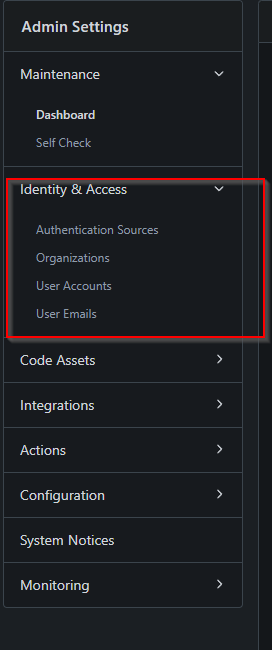 Admin Settings
Maintenance
Dashboard
Self Check
Identity & Access
Authentication Sources
Organizations
User Accounts
User Emails
Code Assets
Integrations
Actions
Configuration
System Notices
Monitoring